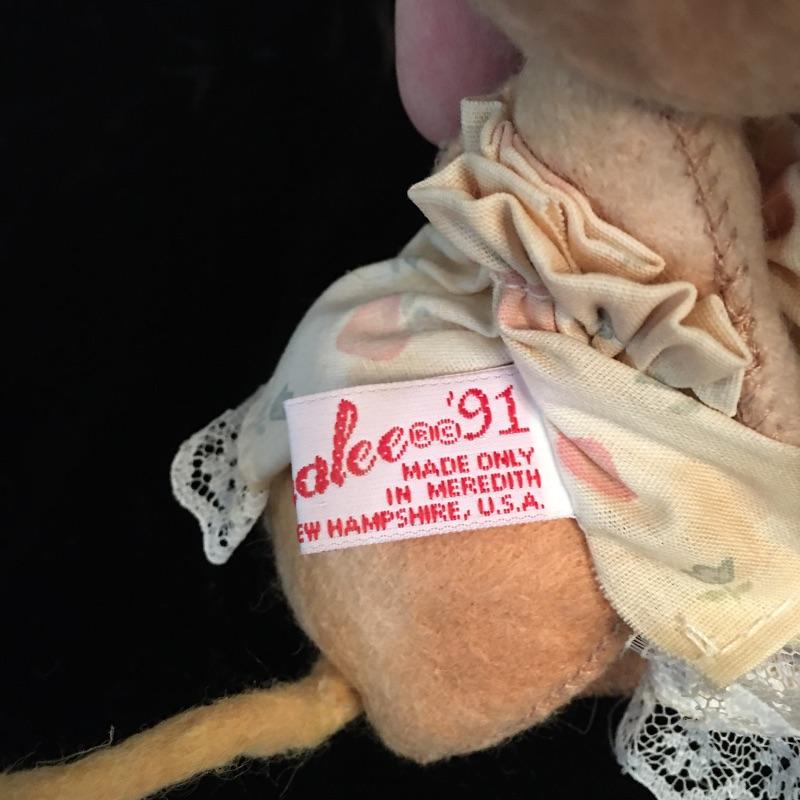 alee®© '91
MADE ONLY
IN MEREDITH
EW HAMPSHIRE, U.S.A.